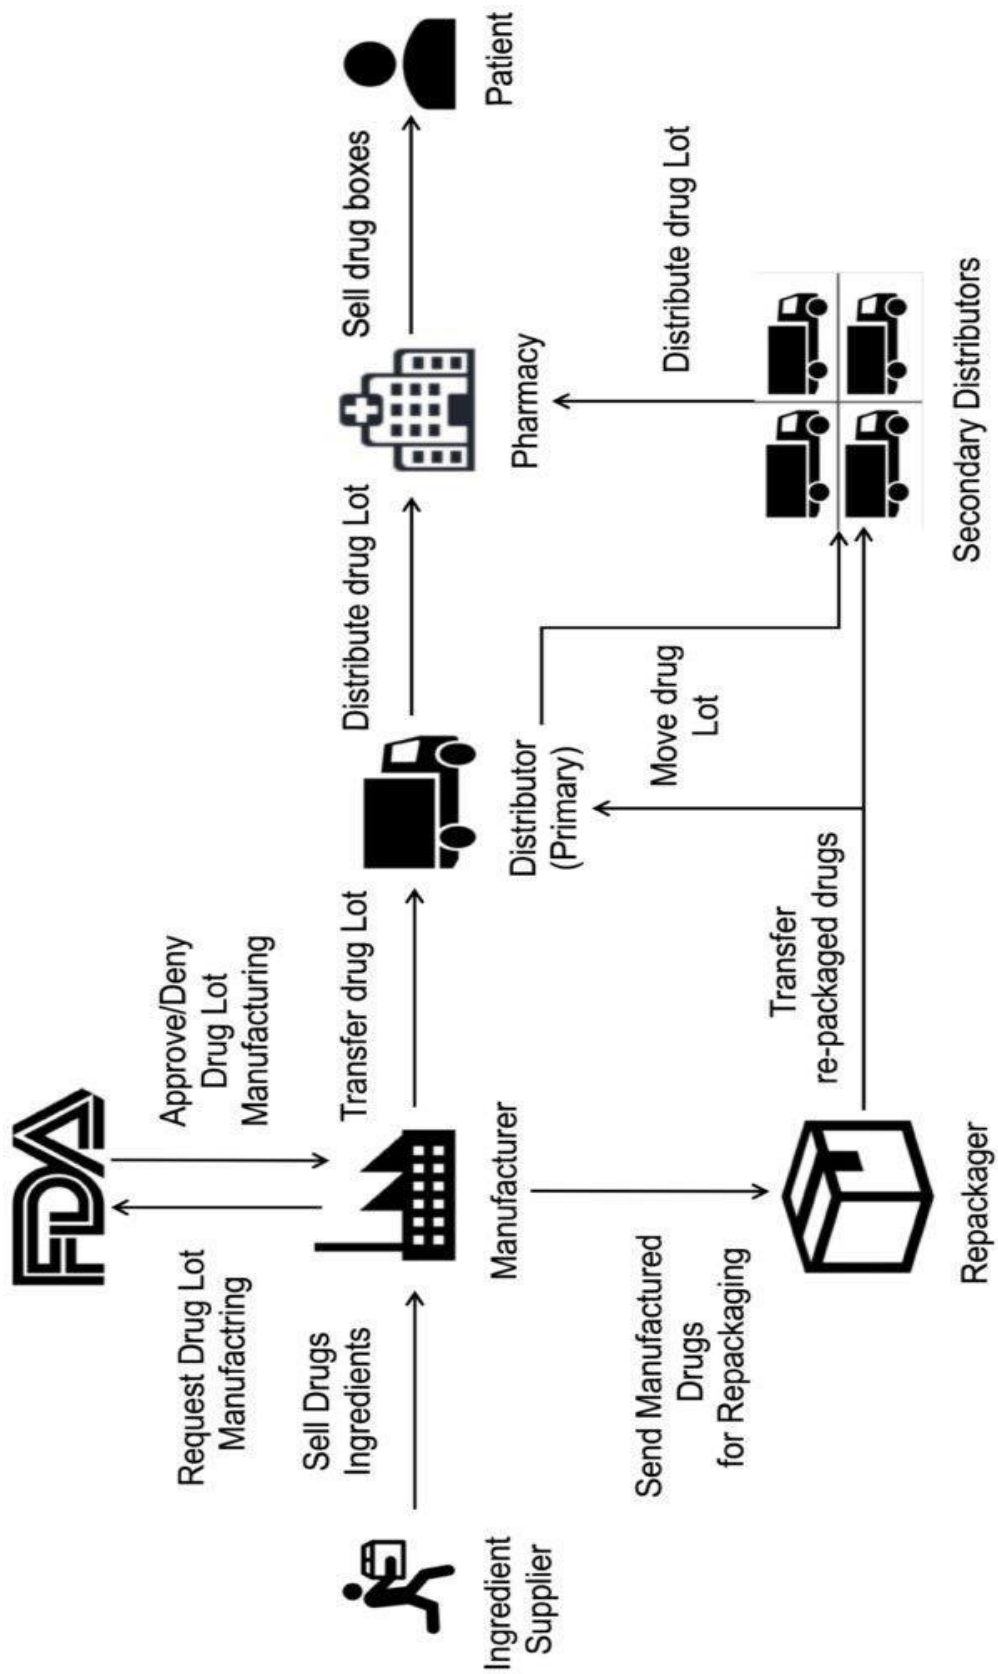 FDA
Request Drug Lot
Manufactring
Approve/Deny
Drug Lot
Manufacturing
Sell Drugs
Ingredients
Transfer drug Lot
Distribute drug Lot
Sell drug boxes
Ingredient
Supplier
Manufacturer
Distributor
(Primary)
Pharmacy
Patient
Send Manufactured
Drugs
for Repackaging
Move drug
Lot
Distribute drug Lot
Transfer
re-packaged drugs
Repackager
Secondary Distributors